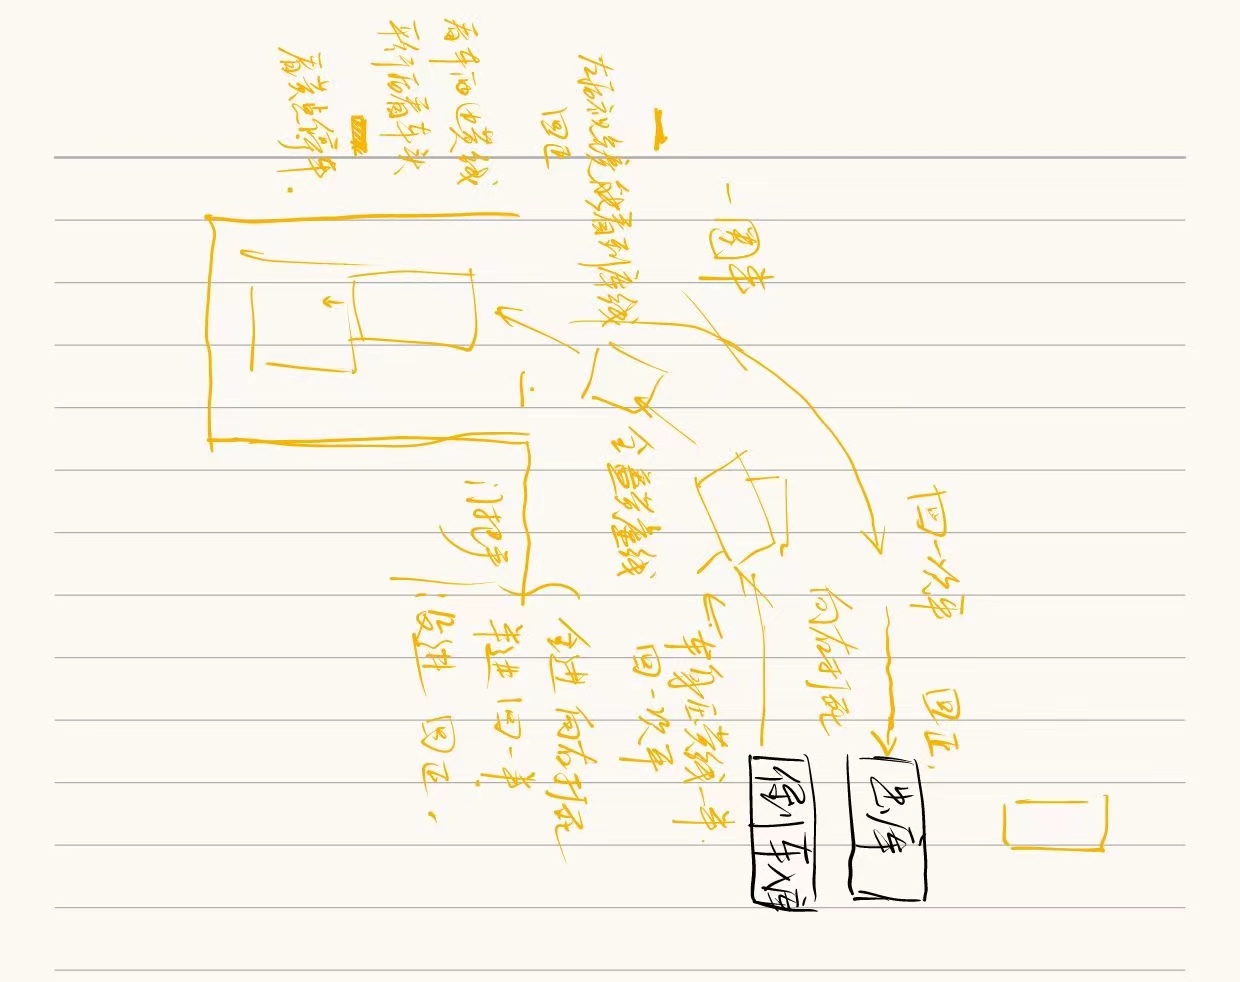 回一次半 回正.
出库
向右打死
倒车入库
一圈半
车身压黄线一半.
回一次半
全盖黄线
左后视镜能看到库线
回正
全进 向右打死
半进 回一半
没进 回正.
门把手
看车两边黄线
平行后看车头
看黄点停车.